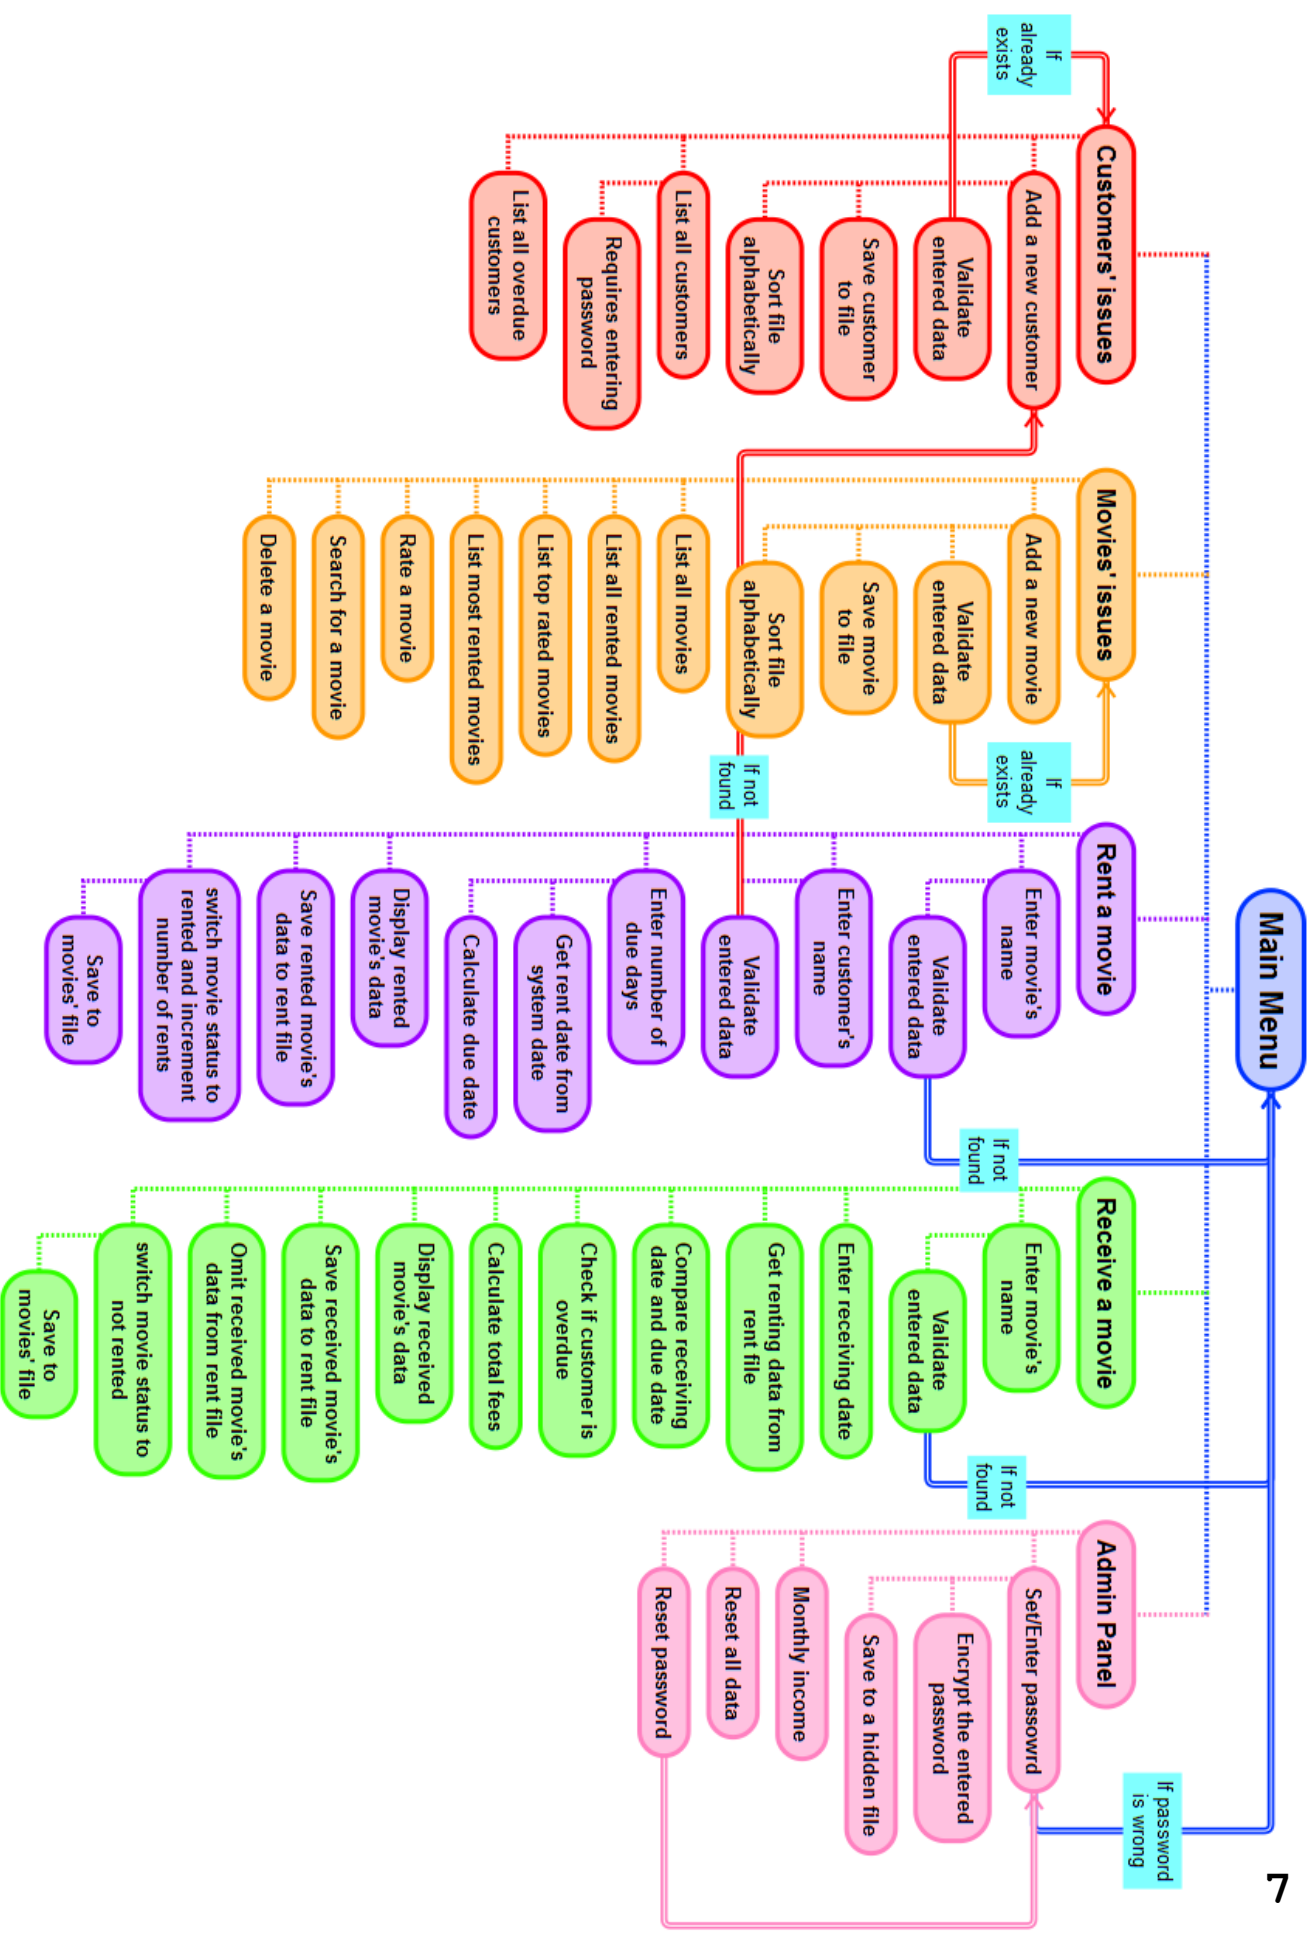 Main Menu
Customers' issues
If
already
exists
Add a new customer
Validate
entered data
Save customer
to file
Sort file
alphabetically
List all customers
Requires entering
password
List all overdue
customers
Movies' issues
If
already
exists
Add a new movie
Validate
entered data
Save movie
to file
Sort file
alphabetically
List all movies
List all rented movies
List top rated movies
List most rented movies
Rate a movie
Search for a movie
Delete a movie
Rent a movie
Enter movie's
name
Validate
entered data
If not
found
Enter customer's
name
Validate
entered data
If not
found
Enter number of
due days
Get rent date from
system date
Calculate due date
Display rented
movie's data
Save rented movie's
data to rent file
switch movie status to
rented and increment
number of rents
Save to
movies' file
Receive a movie
Enter movie's
name
Validate
entered data
If not
found
Enter receiving date
Get renting data from
rent file
Compare receiving
date and due date
Check if customer is
overdue
Calculate total fees
Display received
movie's data
Save received movie's
data to rent file
Omit received movie's
data from rent file
switch movie status to
not rented
Save to
movies' file
Admin Panel
If password
is wrong
Set/Enter passowrd
Encrypt the entered
password
Save to a hidden file
Monthly income
Reset all data
Reset password
7